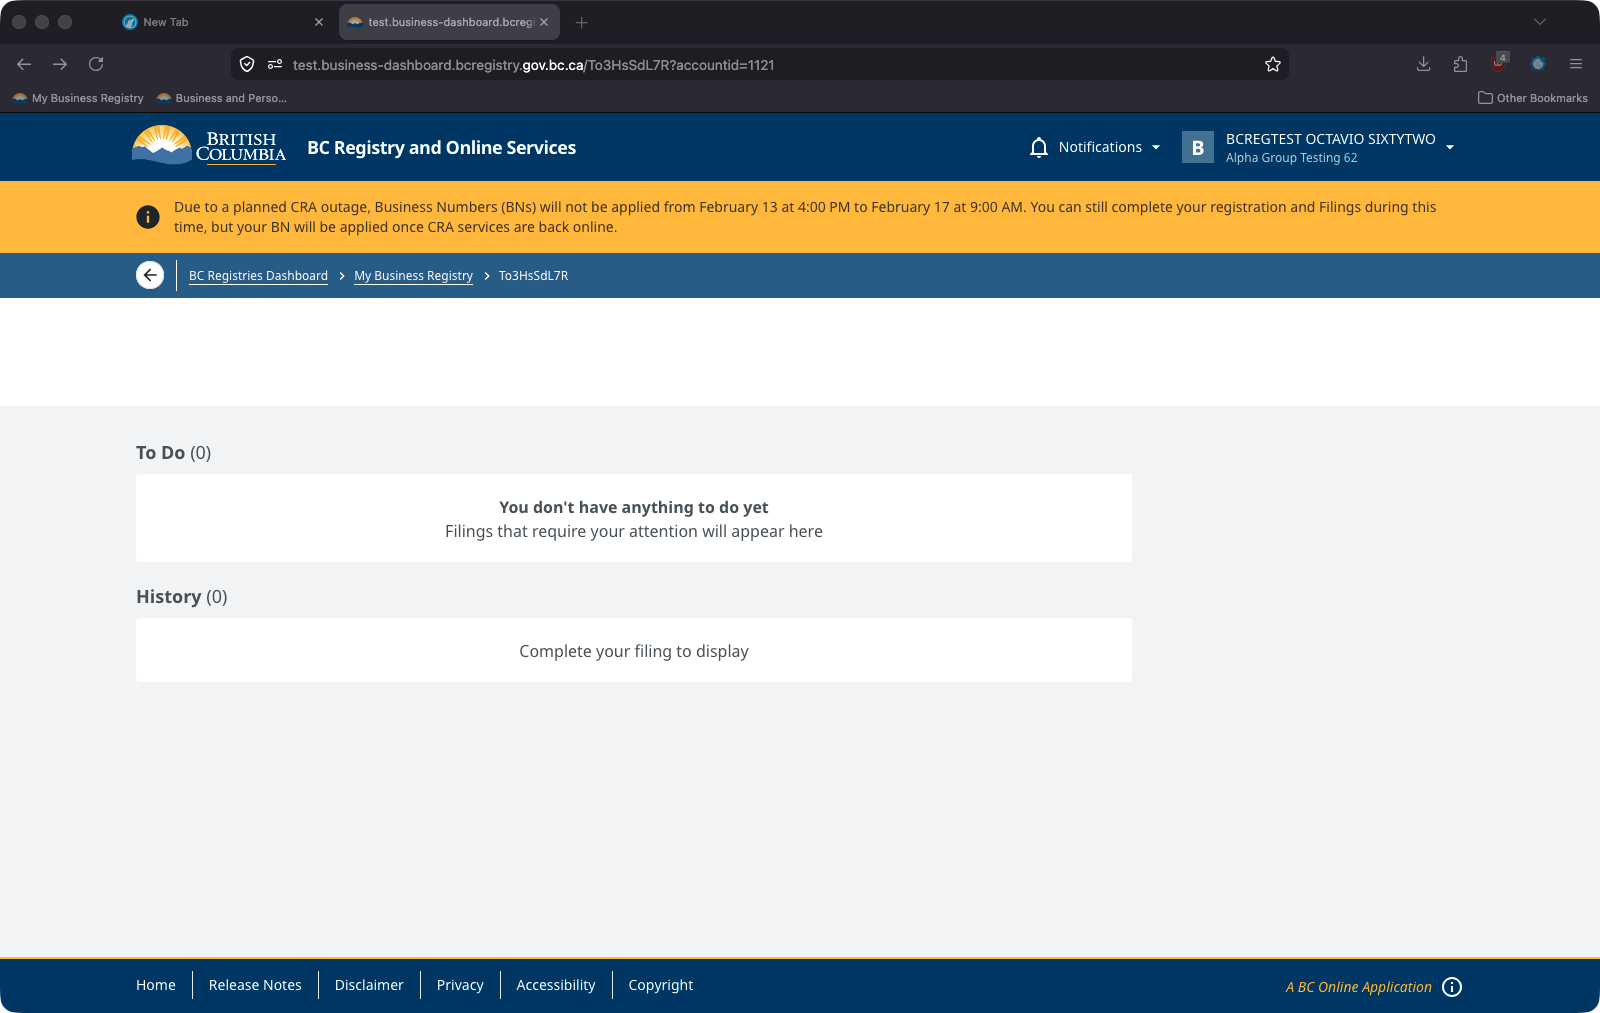 New Tab
test.business-dashboard.bcregi
test.business-dashboard.bcregistry.gov.bc.ca/To3HsSdL7R?accountid=1121
4
My Business Registry
Business and Perso...
Other Bookmarks
BRITISH
COLUMBIA
BC Registry and Online Services
Notifications
B
BCREGTEST OCTAVIO SIXTYTWO
Alpha Group Testing 62
Due to a planned CRA outage, Business Numbers (BNs) will not be applied from February 13 at 4:00 PM to February 17 at 9:00 AM. You can still complete your registration and Filings during this
time, but your BN will be applied once CRA services are back online.
BC Registries Dashboard > My Business Registry > To3HsSdL7R
To Do (0)
You don't have anything to do yet
Filings that require your attention will appear here
History (0)
Complete your filing to display
Home
Release Notes
Disclaimer
Privacy
Accessibility
Copyright
A BC Online Application